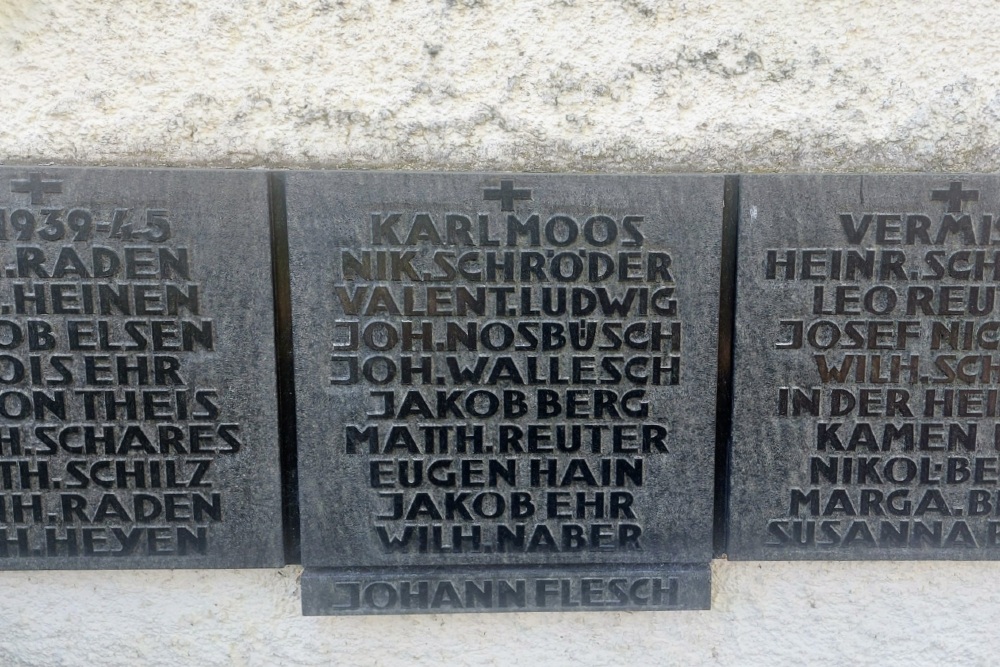 1939-45
RADEN
HEINEN
OB ELSEN
OIS EHR
ON THEIS
H. SCHARES
TH. SCHILZ
H. RADEN
H. HEYEN
KARL MOOS
NIK. SCHRÖDER
VALENT. LUDWIG
JOH. NOSBÜSCH
JOH. WALLESCH
JAKOB BERG
MATTH. REUTER
EUGEN HAIN
JAKOB EHR
WILH. NABER
JOHANN FLESCH
VERMIS
HEINR. SCH
LEO REU
JOSEF NIC
WILH. SCH
IN DER HEI
KAMEN
NIKOL. BE
MARGA. B
SUSANNA